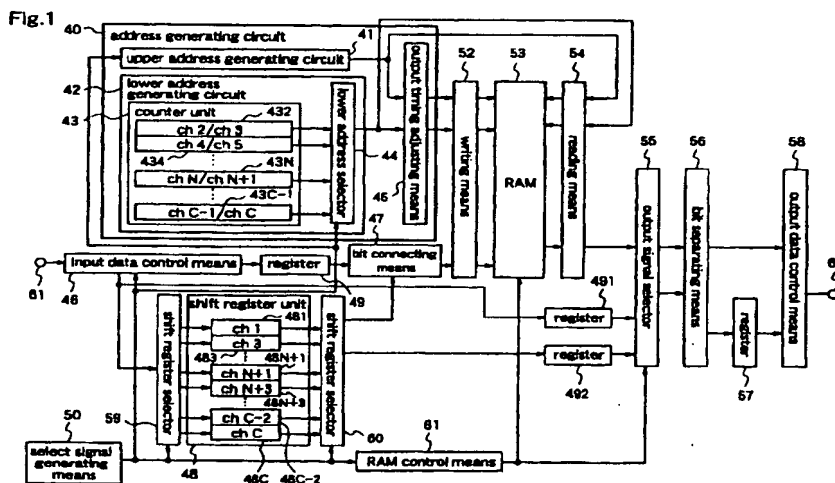 Fig.1
40
address generating circuit
41
upper address generating circuit
42
lower address generating circuit
43
counter unit
432
ch 2/ch 3
ch 4/ch 5
434
43N
ch N/ch N+1
43C-1
ch C-1/ch C
lower address selector
44
output timing adjusting means
45
52
writing means
53
RAM
54
reading means
55
output signal selector
56
bit separating means
58
output data control means
47
bit connecting means
61
input data control means
46
register
49
491
register
register
492
register
57
shift register unit
481
ch 1
ch 3
483
48N+1
ch N+1
ch N+3
48N+3
ch C-2
ch C
48
48C
48C-2
shift register selector
59
shift register selector
60
50
select signal generating means
61
RAM control means